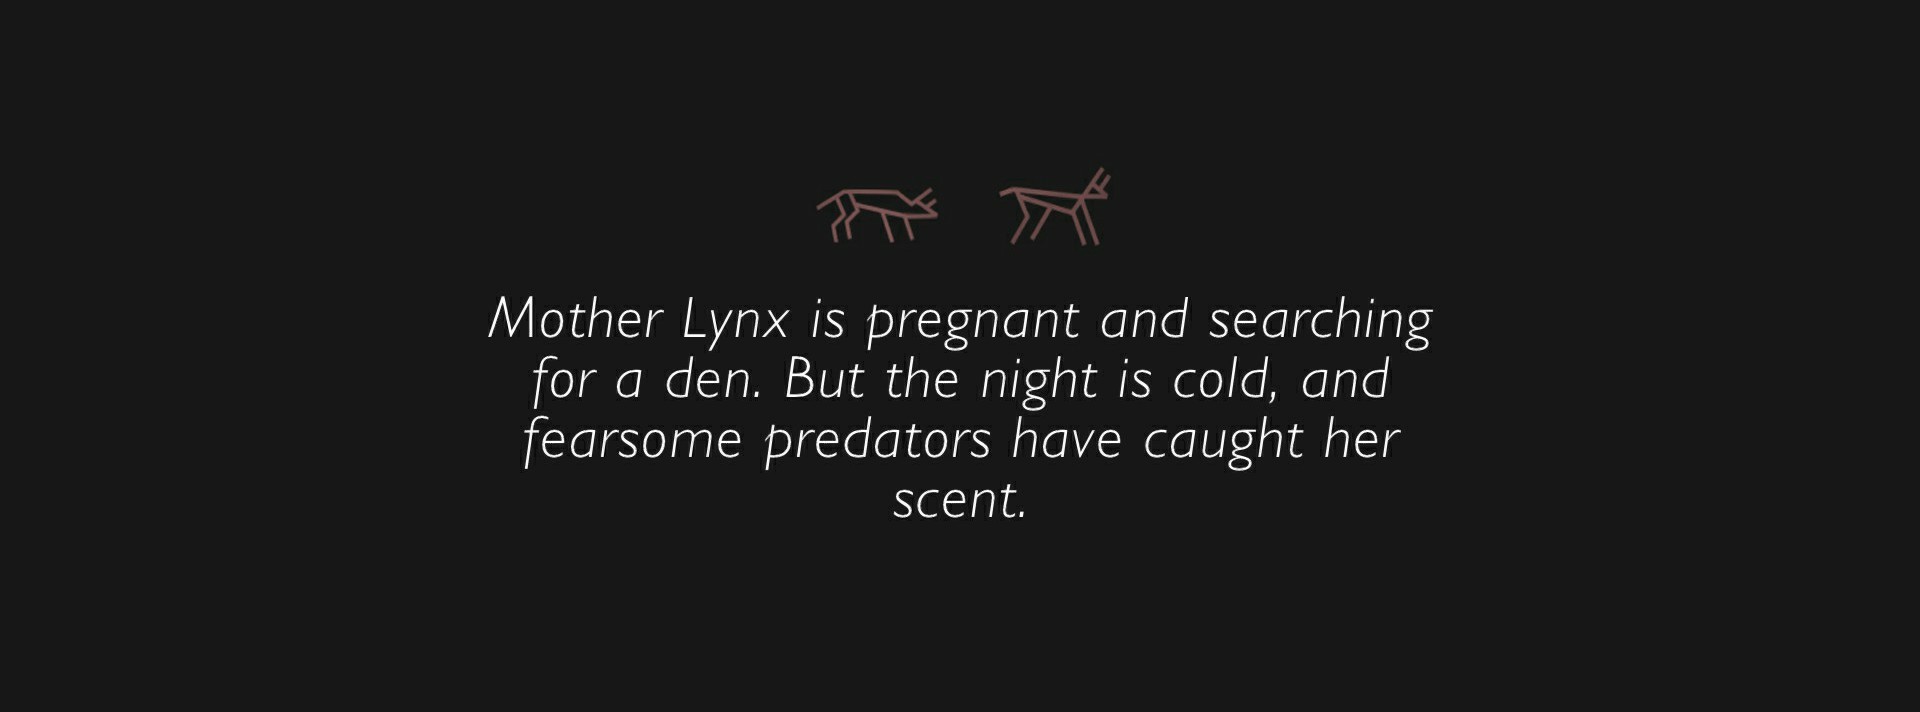 Mother Lynx is pregnant and searching
for a den. But the night is cold, and
fearsome predators have caught her
scent.